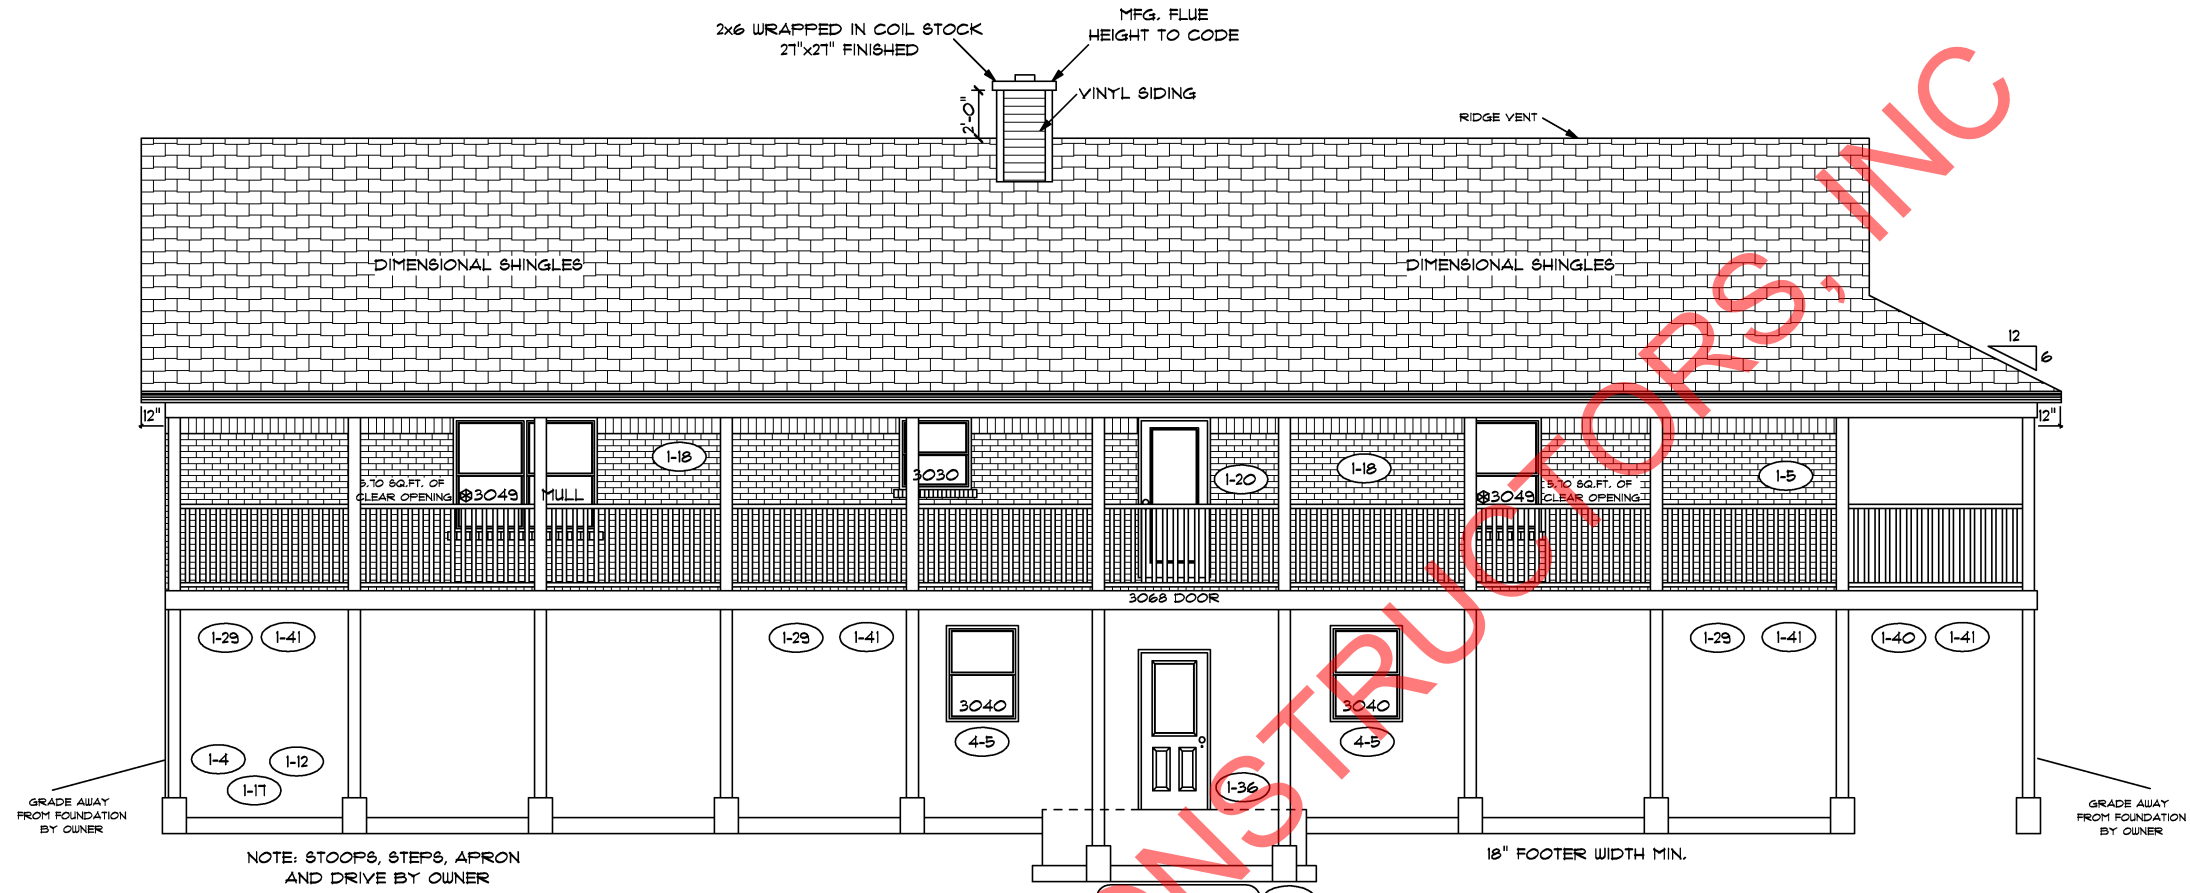 2x6 WRAPPED IN COIL STOCK
27"x27" FINISHED
MFG. FLUE
HEIGHT TO CODE
2'-0"
VINYL SIDING
RIDGE VENT
DIMENSIONAL SHINGLES
DIMENSIONAL SHINGLES
12
6
12"
12"
1-18
5.70 SQ.FT. OF
CLEAR OPENING
3049
MULL
3030
1-20
1-18
3049
5.70 SQ.FT. OF
CLEAR OPENING
1-5
3068 DOOR
1-29
1-41
1-29
1-41
1-29
1-41
1-40
1-41
3040
4-5
3040
4-5
1-4
1-12
1-17
1-36
GRADE AWAY
FROM FOUNDATION
BY OWNER
GRADE AWAY
FROM FOUNDATION
BY OWNER
NOTE: STOOPS, STEPS, APRON
AND DRIVE BY OWNER
18" FOOTER WIDTH MIN.
ONSTRUCTORS, INC